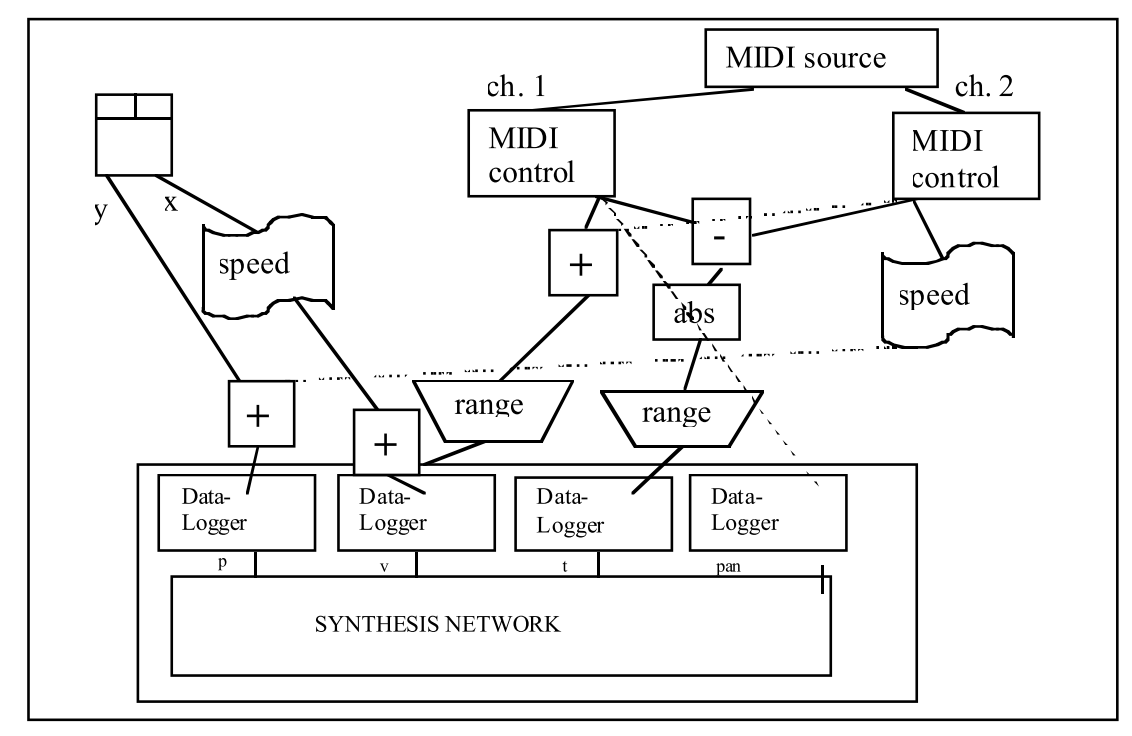 MIDI source
ch. 1
ch. 2
MIDI
control
MIDI
control
y
x
speed
-
+
speed
abs
+
range
range
+
Data-
Logger
Data-
Logger
Data-
Logger
Data-
Logger
p
v
t
pan
SYNTHESIS NETWORK